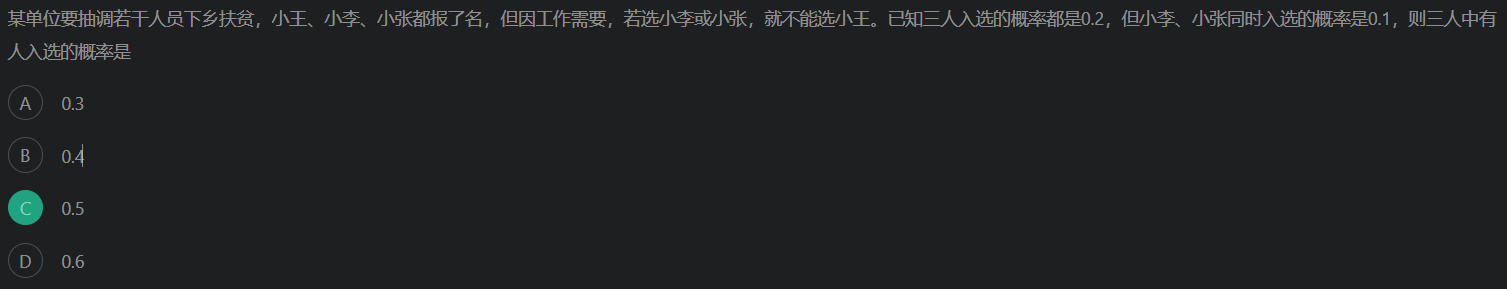 某单位要抽调若干人员下乡扶贫，小王、小李、小张都报了名，但因工作需要，若选小李或小张，就不能选小王。已知三人入选的概率都是0.2，但小李、小张同时入选的概率是0.1，则三人中有
人入选的概率是
A 0.3
B 0.4
C 0.5
D 0.6